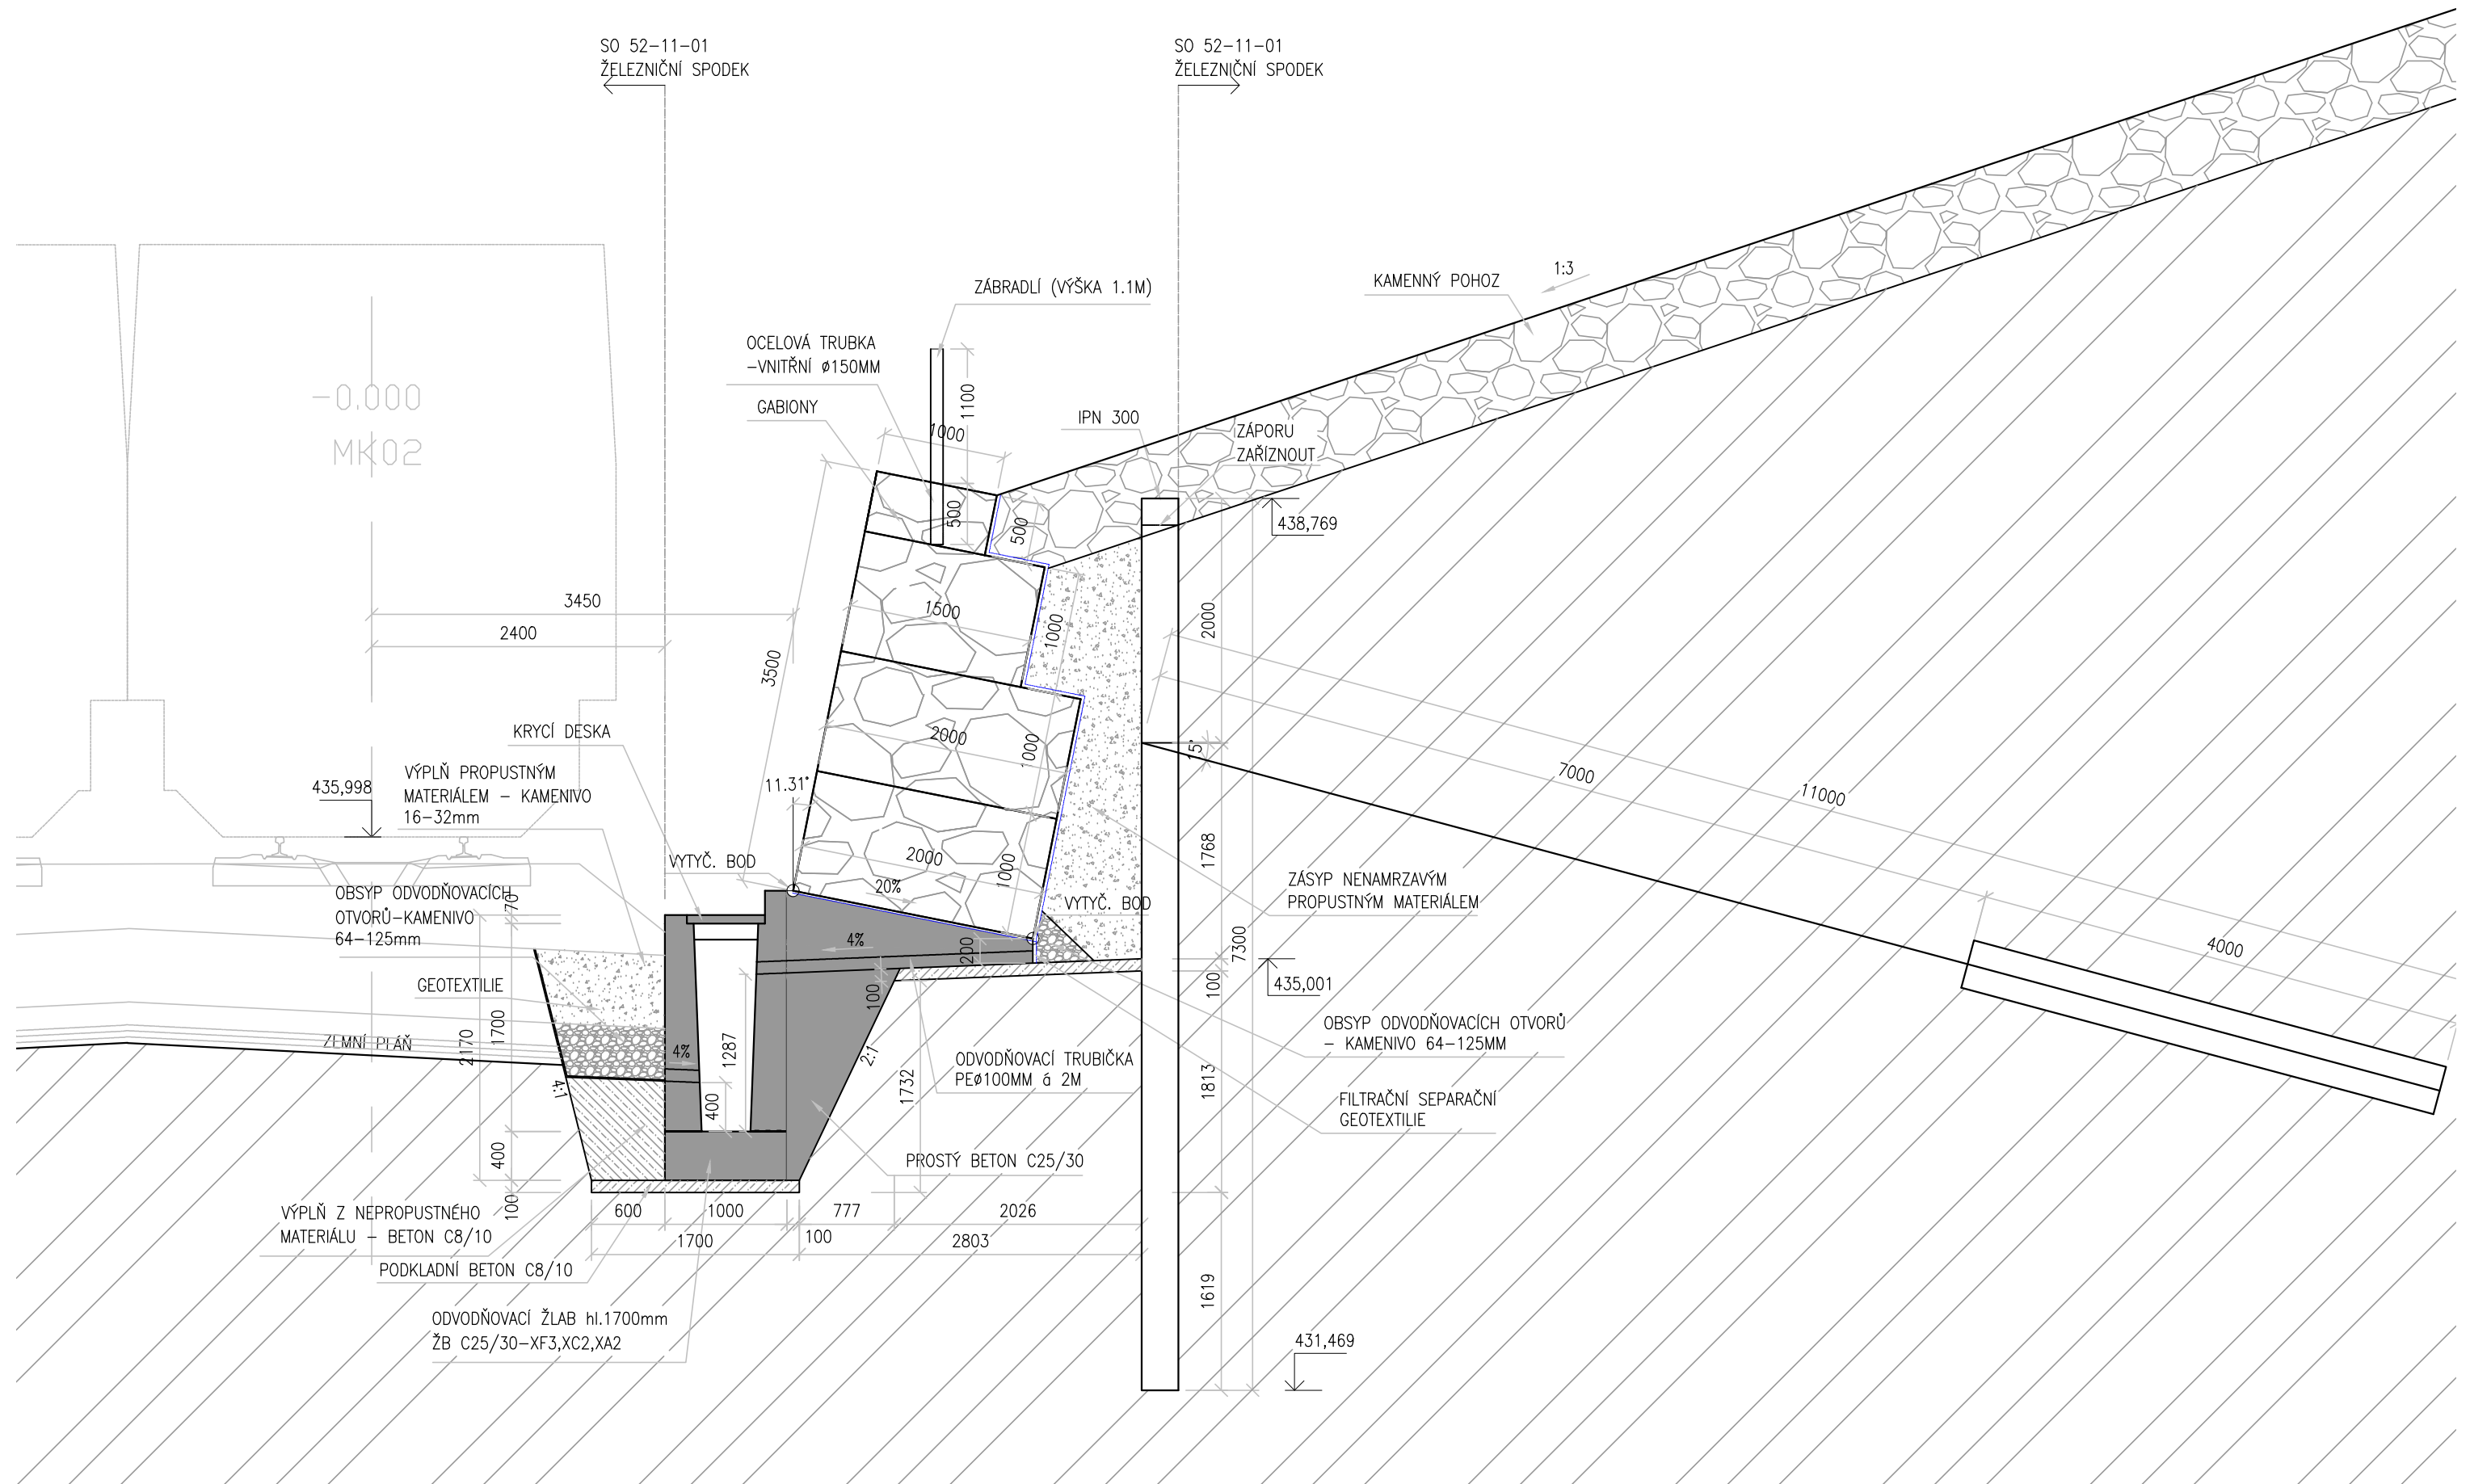 SO 52-11-01
ŽELEZNIČNÍ SPODEK
SO 52-11-01
ŽELEZNIČNÍ SPODEK
1:3
KAMENNÝ POHOZ
ZÁBRADLÍ (VÝŠKA 1.1M)
OCELOVÁ TRUBKA
-VNITŘNÍ ø150MM
GABIONY
-0.000
MK02
1100
1000
IPN 300
ZÁPORU
ZAŘÍZNOUT
500
500
438,769
3450
2400
1500
1000
2000
3500
2000
1000
15°
KRYCÍ DESKA
7000
11000
435,998
VÝPLŇ PROPUSTNÝM
MATERIÁLEM - KAMENIVO
16-32mm
11.31°
VYTYČ. BOD
2000
1000
1768
20%
OBSYP ODVODŇOVACÍCH
OTVORŮ-KAMENIVO
64-125mm
70
ZÁSYP NENAMRZAVÝM
PROPUSTNÝM MATERIÁLEM
VYTYČ. BOD
4%
200
7300
4000
GEOTEXTILIE
100
100
435,001
1700
2170
ZEMNÍ PLÁŇ
4%
1287
2:1
4:1
ODVODŇOVACÍ TRUBIČKA
PEø100MM á 2M
OBSYP ODVODŇOVACÍCH OTVORŮ
- KAMENIVO 64-125MM
1732
1813
400
FILTRAČNÍ SEPARAČNÍ
GEOTEXTILIE
400
PROSTÝ BETON C25/30
100
VÝPLŇ Z NEPROPUSTNÉHO
MATERIÁLU - BETON C8/10
600
1000
777
2026
1700
100
2803
PODKLADNÍ BETON C8/10
1619
ODVODŇOVACÍ ŽLAB hl.1700mm
ŽB C25/30-XF3,XC2,XA2
431,469